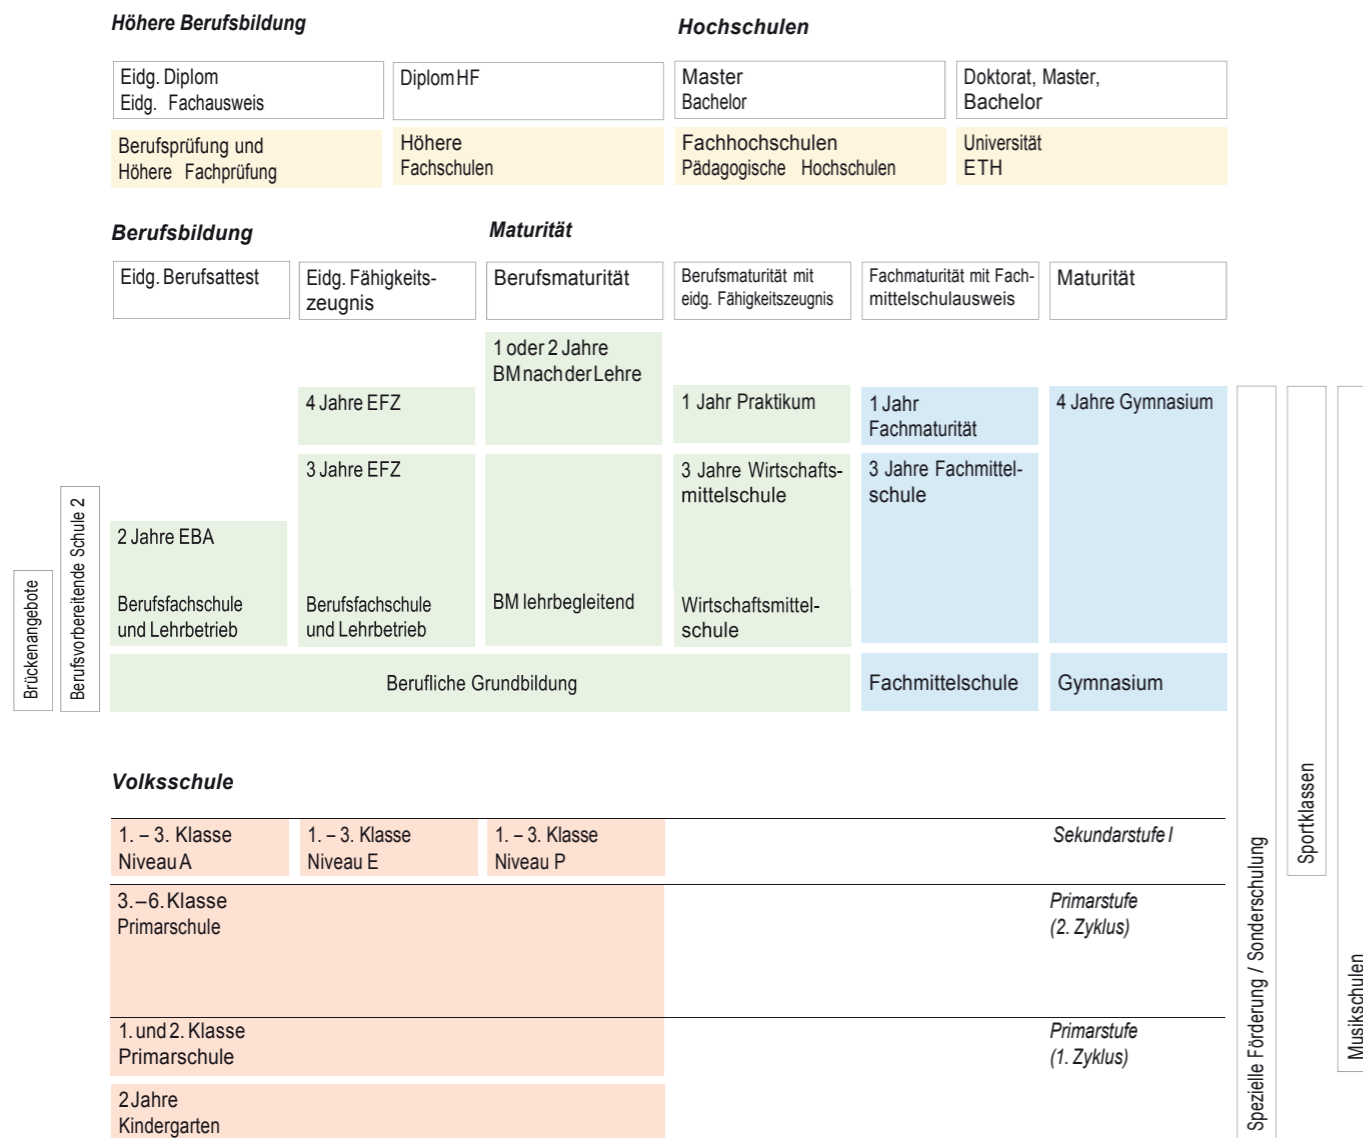 Höhere Berufsbildung
Hochschulen
Eidg. Diplom
Eidg. Fachausweis
Diplom HF
Master
Bachelor
Doktorat, Master,
Bachelor
Berufsprüfung und
Höhere Fachprüfung
Höhere
Fachschulen
Fachhochschulen
Pädagogische Hochschulen
Universität
ETH
Berufsbildung
Maturität
Eidg. Berufsattest
Eidg. Fähigkeits-
zeugnis
Berufsmaturität
Berufsmaturität mit
eidg. Fähigkeitszeugnis
Fachmaturität mit Fach-
mittelschulausweis
Maturität
1 oder 2 Jahre
BM nach der Lehre
4 Jahre EFZ
1 Jahr Praktikum
1 Jahr
Fachmaturität
4 Jahre Gymnasium
3 Jahre EFZ
3 Jahre Wirtschafts-
mittelschule
3 Jahre Fachmittel-
schule
2 Jahre EBA
Berufsfachschule
und Lehrbetrieb
Berufsfachschule
und Lehrbetrieb
BM lehrbegleitend
Wirtschaftsmittel-
schule
Berufliche Grundbildung
Fachmittelschule
Gymnasium
Brückenangebote
Berufsvorbereitende Schule 2
Volksschule
1. – 3. Klasse
Niveau A
1. – 3. Klasse
Niveau E
1. – 3. Klasse
Niveau P
Sekundarstufe I
3. – 6. Klasse
Primarschule
Primarstufe
(2. Zyklus)
1. und 2. Klasse
Primarschule
Primarstufe
(1. Zyklus)
2 Jahre
Kindergarten
Spezielle Förderung / Sonderschulung
Sportklassen
Musikschulen